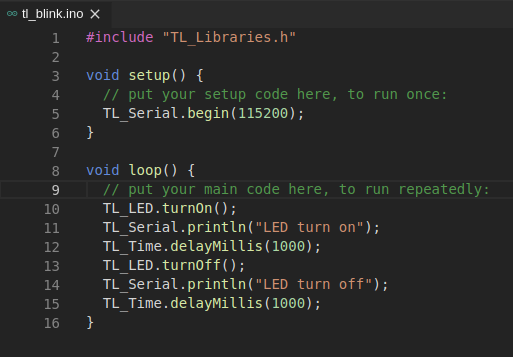 tl_blink.ino
1 #include "TL_Libraries.h"
2
3 void setup() {
4   // put your setup code here, to run once:
5   TL_Serial.begin(115200);
6 }
7
8 void loop() {
9   // put your main code here, to run repeatedly:
10   TL_LED.turnOn();
11   TL_Serial.println("LED turn on");
12   TL_Time.delayMillis(1000);
13   TL_LED.turnOff();
14   TL_Serial.println("LED turn off");
15   TL_Time.delayMillis(1000);
16 }